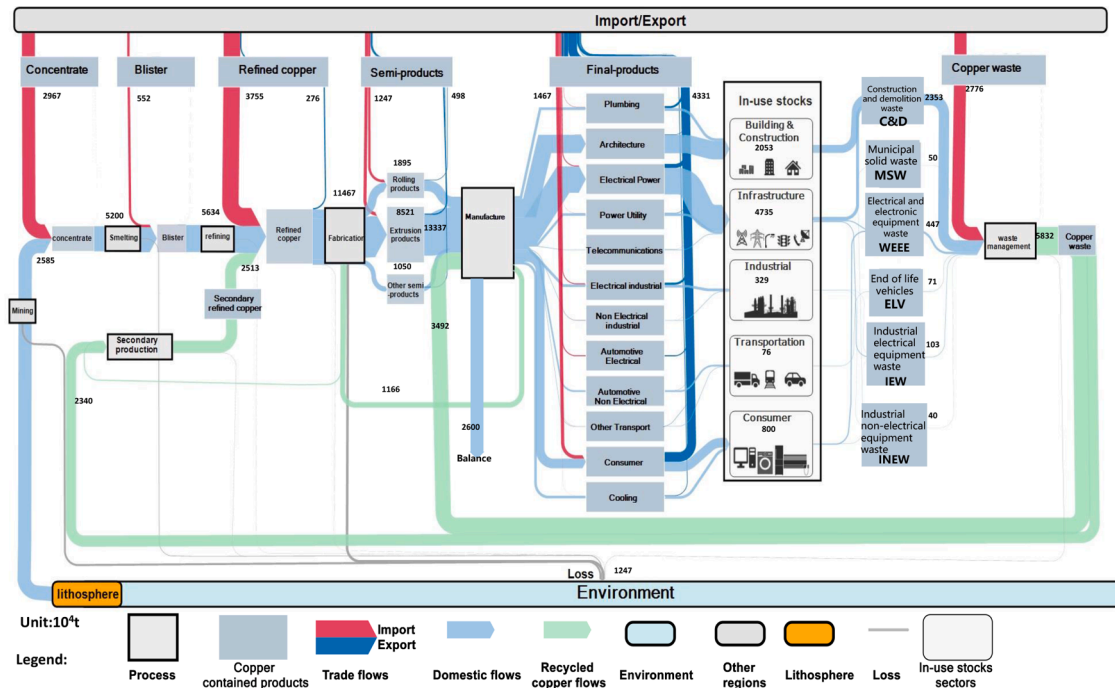 Import/Export
Concentrate
Blister
Refined copper
Semi-products
Final-products
Copper waste
2967
552
3755
276
1247
498
1467
4331
2776
In-use stocks
Plumbing
Architecture
Electrical Power
Power Utility
Telecommunications
Electrical industrial
Non Electrical
industrial
Automotive
Electrical
Automotive
Non Electrical
Other Transport
Consumer
Cooling
Building &
Construction
2053
Infrastructure
4735
Industrial
329
Transportation
76
Consumer
800
Construction
and demolition
waste
C&D
2353
Municipal
solid waste
MSW
50
Electrical and
electronic
equipment
waste
WEEE
447
End of life
vehicles
ELV
71
Industrial
electrical
equipment
waste
IEW
103
Industrial
non-electrical
equipment
waste
INEW
40
waste
management
5832
Copper
waste
1895
Rolling
products
11467
8521
Extrusion
products
13337
1050
Other semi
-products
Manufacture
Fabrication
Refined
copper
5634
refining
Blister
5200
Smelting
concentrate
2585
2513
Mining
Secondary
refined copper
Secondary
production
2340
3492
1166
2600
Balance
Loss
1247
lithosphere
Environment
Unit:10⁴t
Legend:
Process
Copper
contained products
Import
Export
Trade flows
Domestic flows
Recycled
copper flows
Environment
Other
regions
Lithosphere
Loss
In-use stocks
sectors